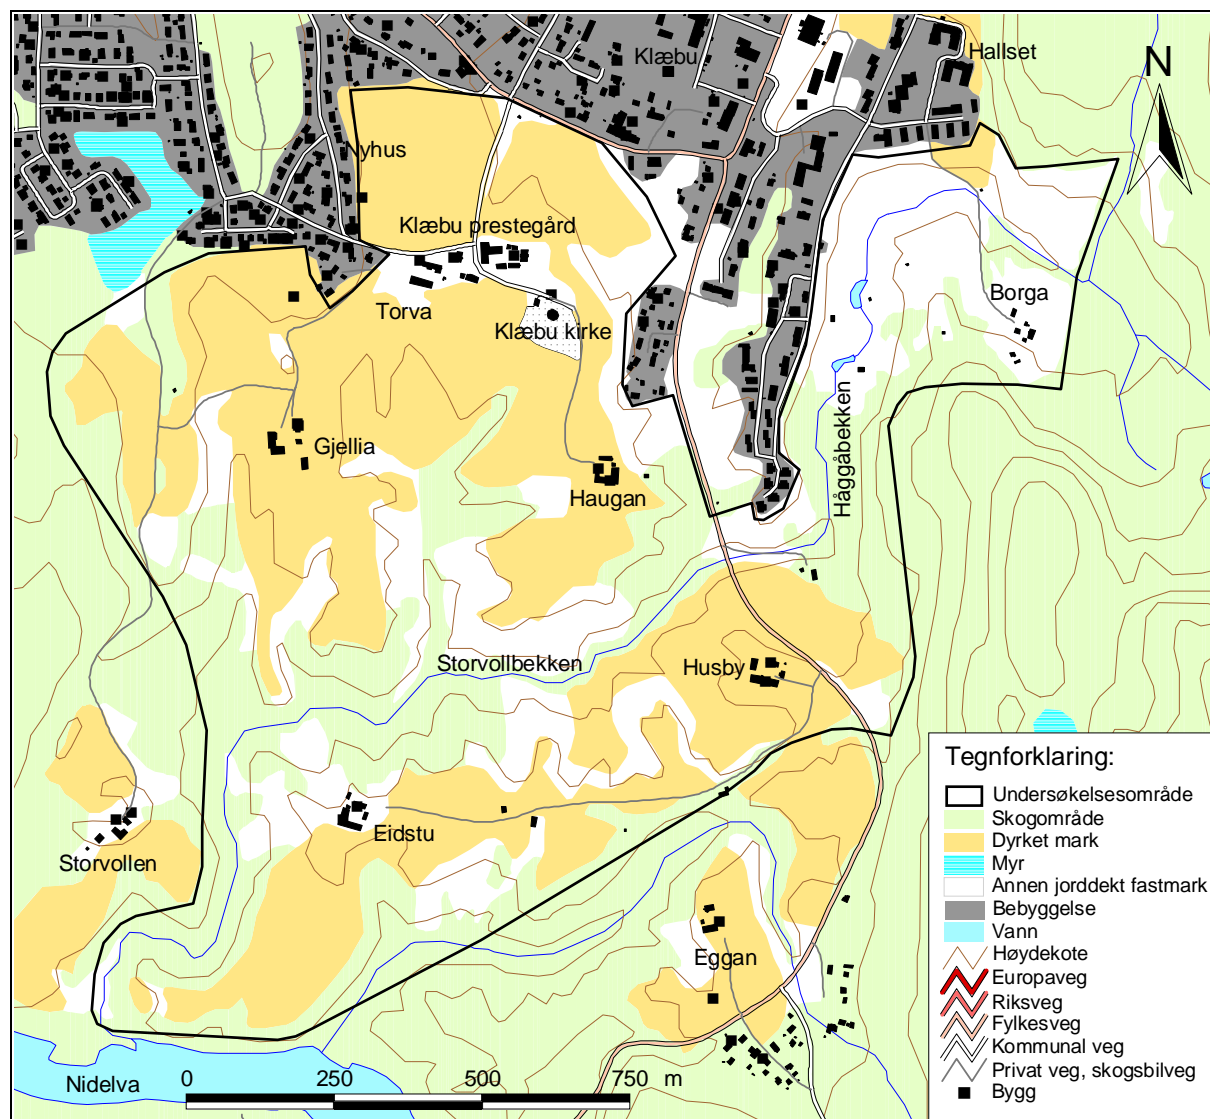 Klæbu
Hallset
N
Nyhus
Klæbu prestegård
Torva
Klæbu kirke
Borga
Gjellia
Haugan
Håggåbekken
Storvollbekken
Husby
Eidstu
Storvollen
Eggan
Nidelva
0 250 500 750 m
Tegnforklaring:
Undersøkelsesområde
Skogområde
Dyrket mark
Myr
Annen jorddekt fastmark
Bebyggelse
Vann
Høydekote
Europaveg
Riksveg
Fylkesveg
Kommunal veg
Privat veg, skogsbilveg
Bygg